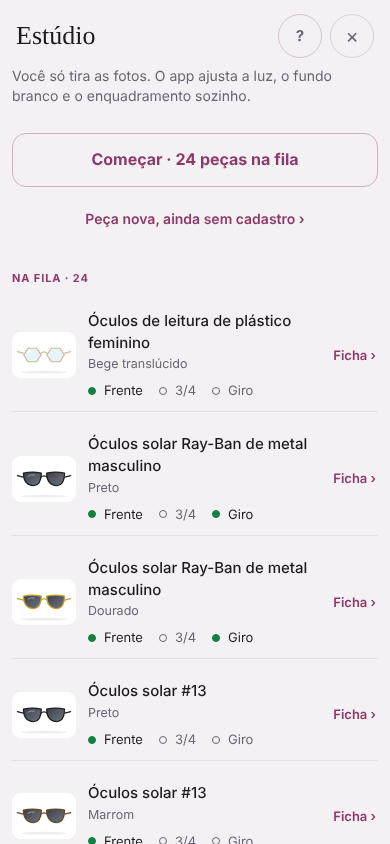 Estúdio
?
×
Você só tira as fotos. O app ajusta a luz, o fundo
branco e o enquadramento sozinho.
Começar · 24 peças na fila
Peça nova, ainda sem cadastro ›
NA FILA · 24
Óculos de leitura de plástico
feminino
Bege translúcido
Frente 3/4 Giro
Ficha ›
Óculos solar Ray-Ban de metal
masculino
Preto
Frente 3/4 Giro
Ficha ›
Óculos solar Ray-Ban de metal
masculino
Dourado
Frente 3/4 Giro
Ficha ›
Óculos solar #13
Preto
Frente 3/4 Giro
Ficha ›
Óculos solar #13
Marrom
Frente 3/4 Giro
Ficha ›